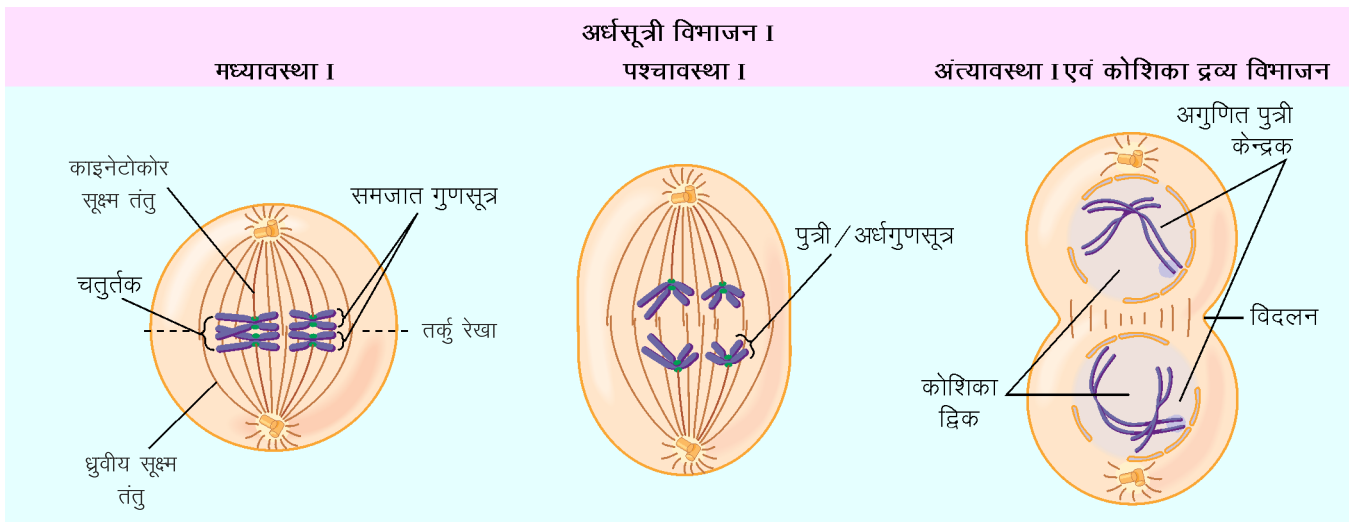 अर्धसूत्री विभाजन I
मध्यावस्था I
पश्चावस्था I
अंत्यावस्था I एवं कोशिका द्रव्य विभाजन
काइनेटोकोर
सूक्ष्म तंतु
समजात गुणसूत्र
चतुर्तक
तर्कु रेखा
ध्रुवीय सूक्ष्म
तंतु
पुत्री/अर्धगुणसूत्र
अगुणित पुत्री
केन्द्रक
विदलन
कोशिका
द्विक